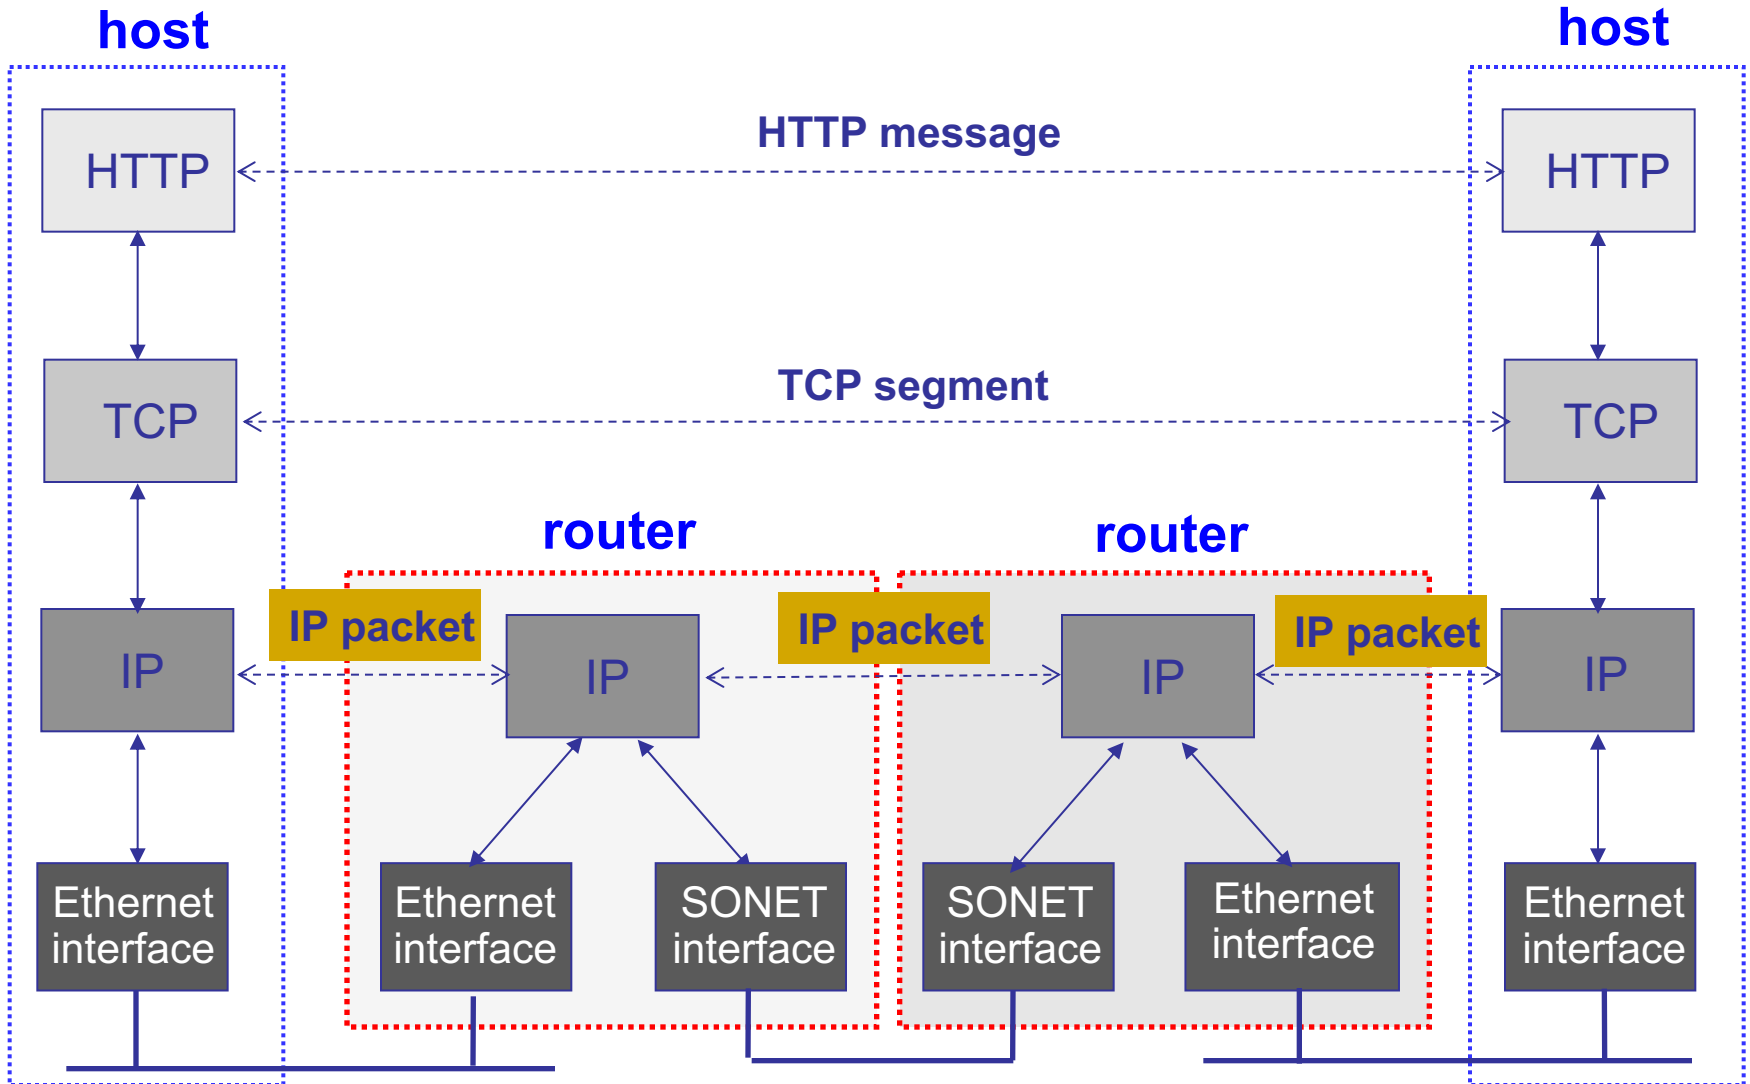 host
host
HTTP
HTTP message
HTTP
TCP
TCP segment
TCP
router
router
IP packet
IP packet
IP packet
IP
IP
IP
IP
Ethernet
interface
Ethernet
interface
SONET
interface
SONET
interface
Ethernet
interface
Ethernet
interface